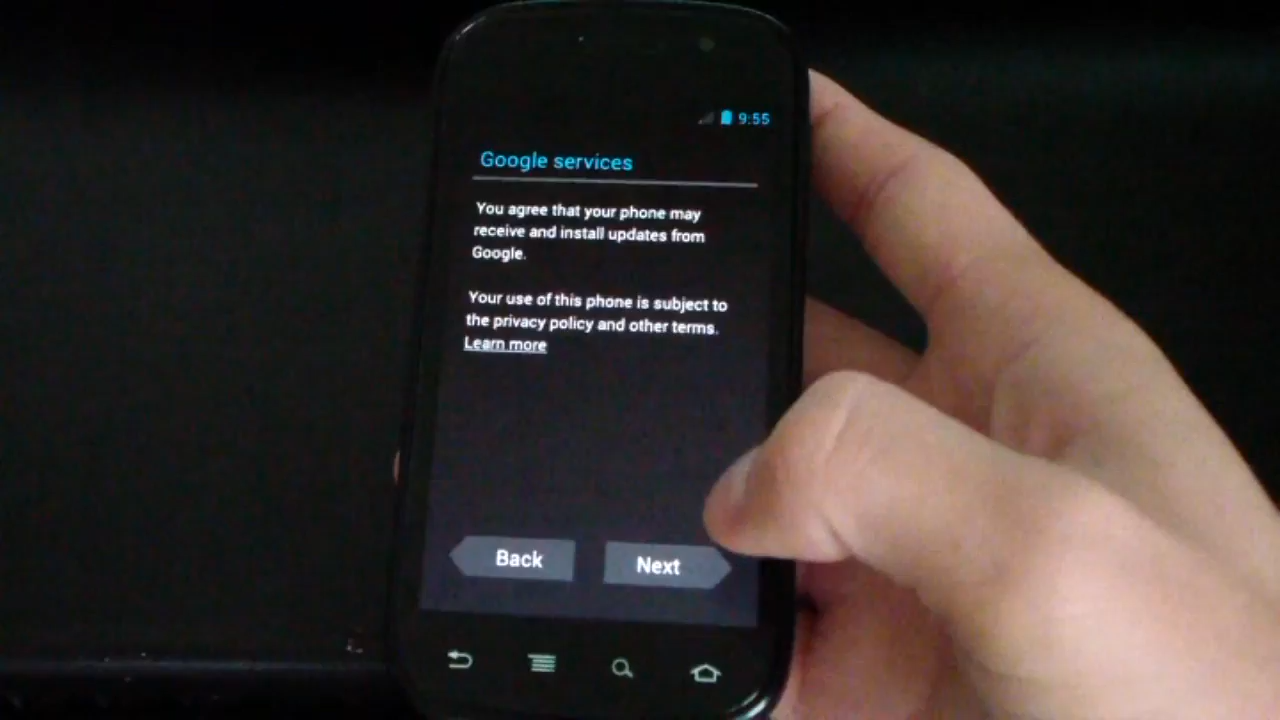 9:55
Google services
You agree that your phone may
receive and install updates from
Google.
Your use of this phone is subject to
the privacy policy and other terms.
Learn more
Back
Next